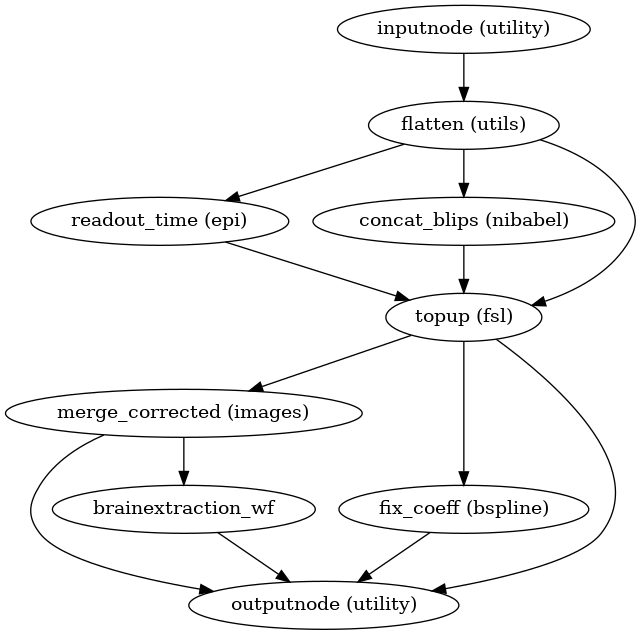 inputnode (utility)
flatten (utils)
readout_time (epi)
concat_blips (nibabel)
topup (fsl)
merge_corrected (images)
brainextraction_wf
fix_coeff (bspline)
outputnode (utility)